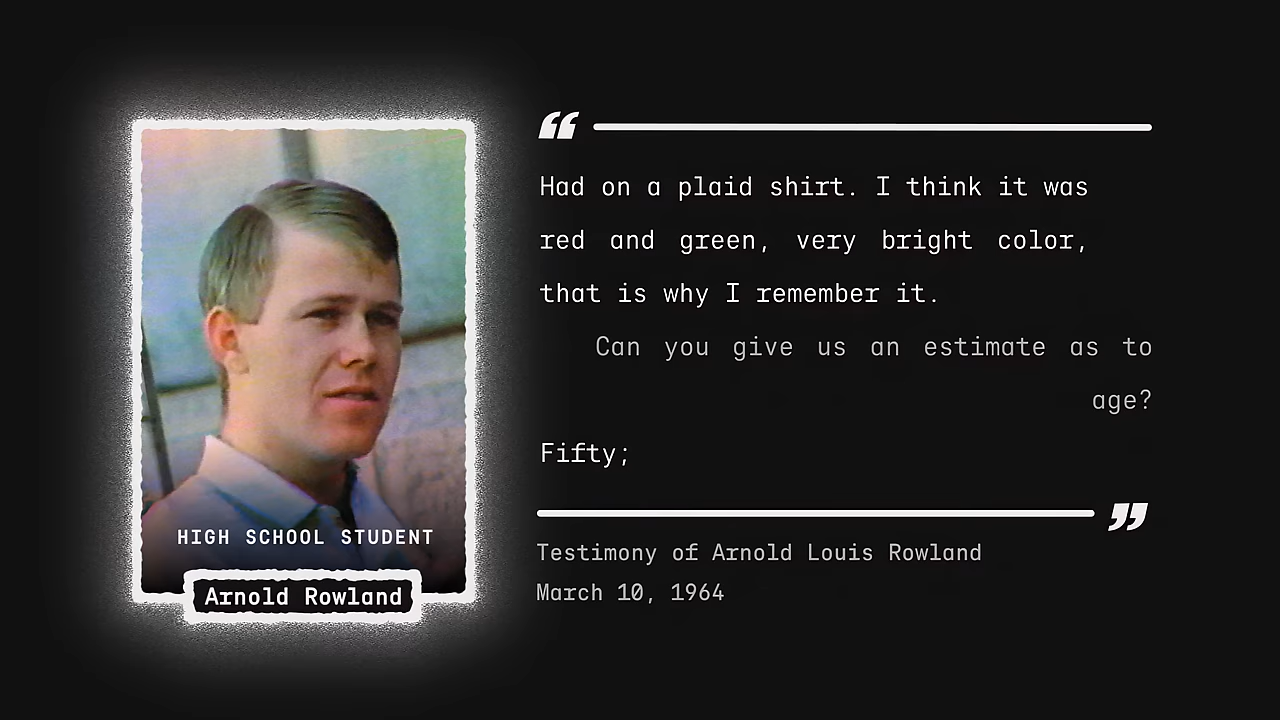 HIGH SCHOOL STUDENT
Arnold Rowland
“
Had on a plaid shirt. I think it was
red and green, very bright color,
that is why I remember it.
Can you give us an estimate as to
age?
Fifty;
”
Testimony of Arnold Louis Rowland
March 10, 1964